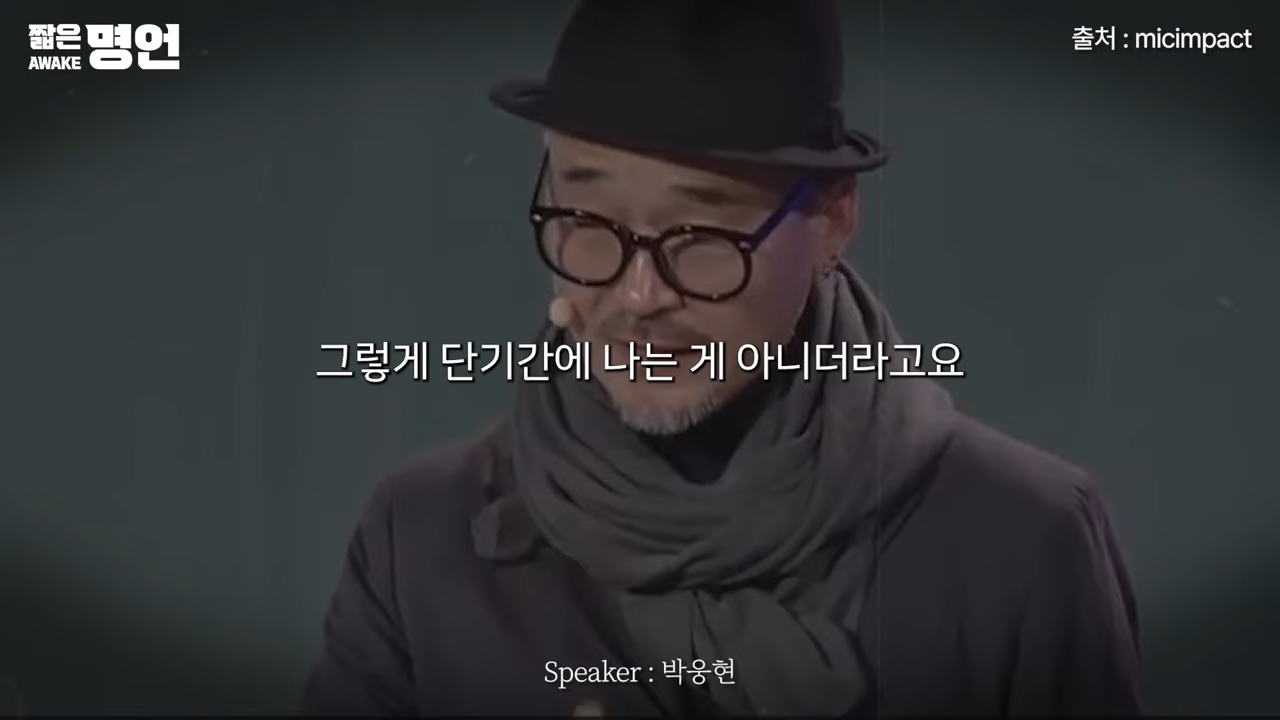 짧은 명언
AWAKE
출처 : micimpact
그렇게 단기간에 나는 게 아니더라고요
Speaker : 박웅현